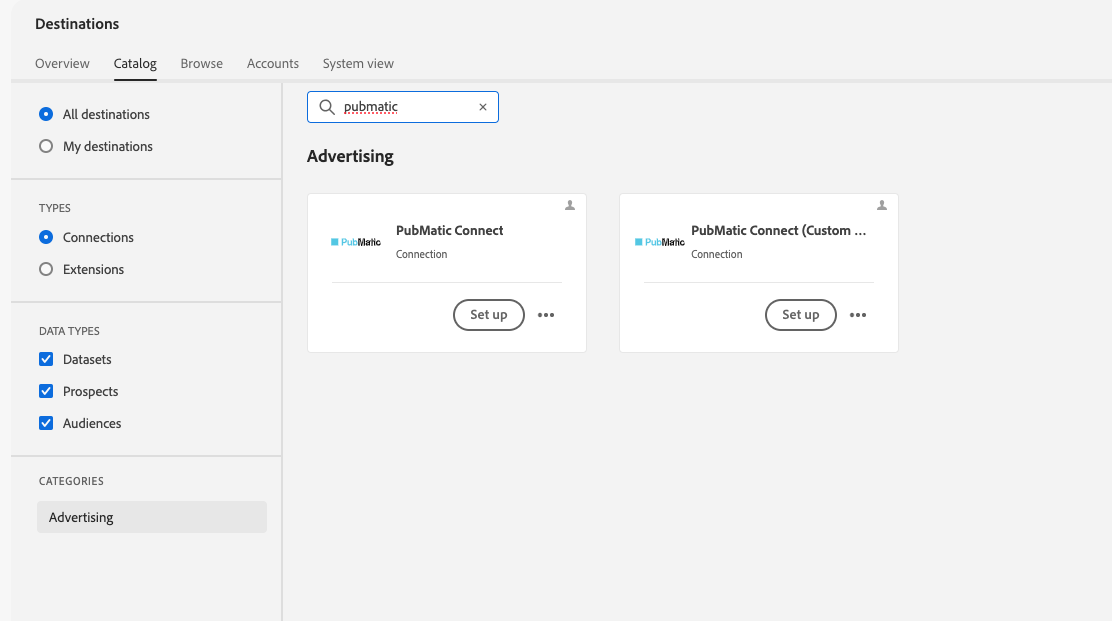 Destinations
Overview Catalog Browse Accounts System view
All destinations
My destinations
TYPES
Connections
Extensions
DATA TYPES
Datasets
Prospects
Audiences
CATEGORIES
Advertising
pubmatic
Advertising
PubMatic
PubMatic Connect
Connection
Set up
PubMatic
PubMatic Connect (Custom ...
Connection
Set up